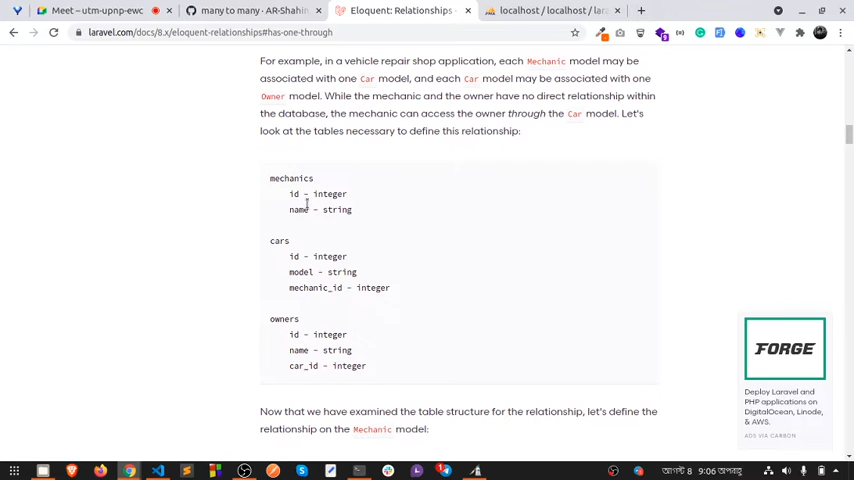 Meet – utm-upnp-ewc
many to many · AR-Shahin
Eloquent: Relationships -
localhost / localhost / lara
laravel.com/docs/8.x/eloquent-relationships#has-one-through
For example, in a vehicle repair shop application, each Mechanic model may be
associated with one Car model, and each Car model may be associated with one
Owner model. While the mechanic and the owner have no direct relationship within
the database, the mechanic can access the owner through the Car model. Let's
look at the tables necessary to define this relationship:
mechanics
id - integer
name - string
cars
id - integer
model - string
mechanic_id - integer
owners
id - integer
name - string
car_id - integer
FORGE
Deploy Laravel and
PHP applications on
DigitalOcean, Linode,
& AWS.
ADS VIA CARBON
Now that we have examined the table structure for the relationship, let's define the
relationship on the Mechanic model:
আগস্ট 8 9:06 অপরাহ্ন